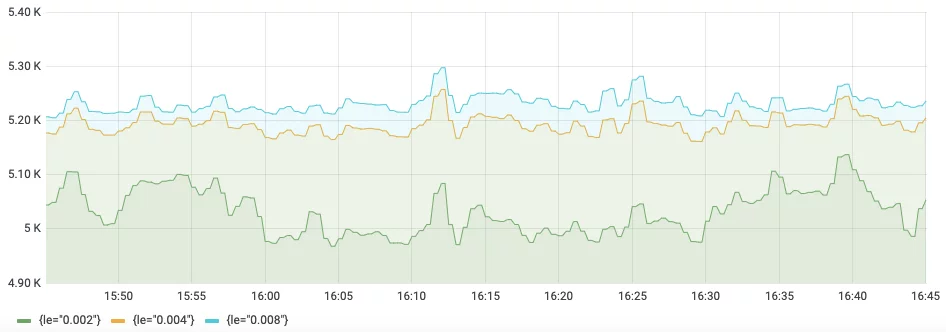 5.40 K
5.30 K
5.20 K
5.10 K
5 K
4.90 K
15:50 15:55 16:00 16:05 16:10 16:15 16:20 16:25 16:30 16:35 16:40 16:45
{le="0.002"} {le="0.004"} {le="0.008"}